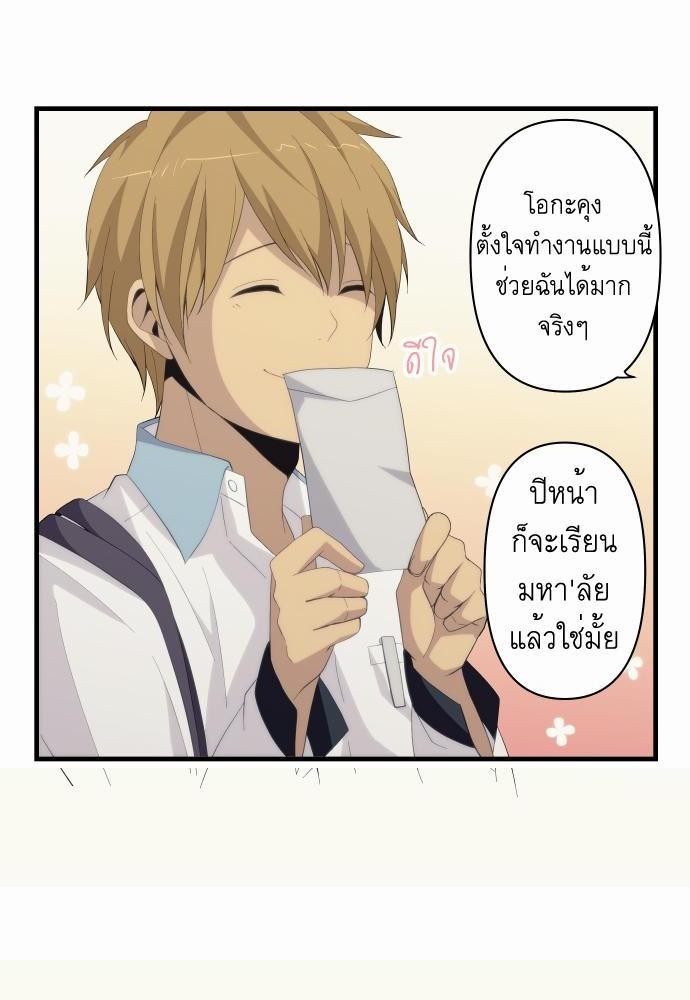 โอกะคุง
ตั้งใจทำงานแบบนี้
ช่วยฉันได้มาก
จริงๆ
ดีใจ
ปีหน้า
ก็จะเรียน
มหา'ลัย
แล้วใช่มั้ย